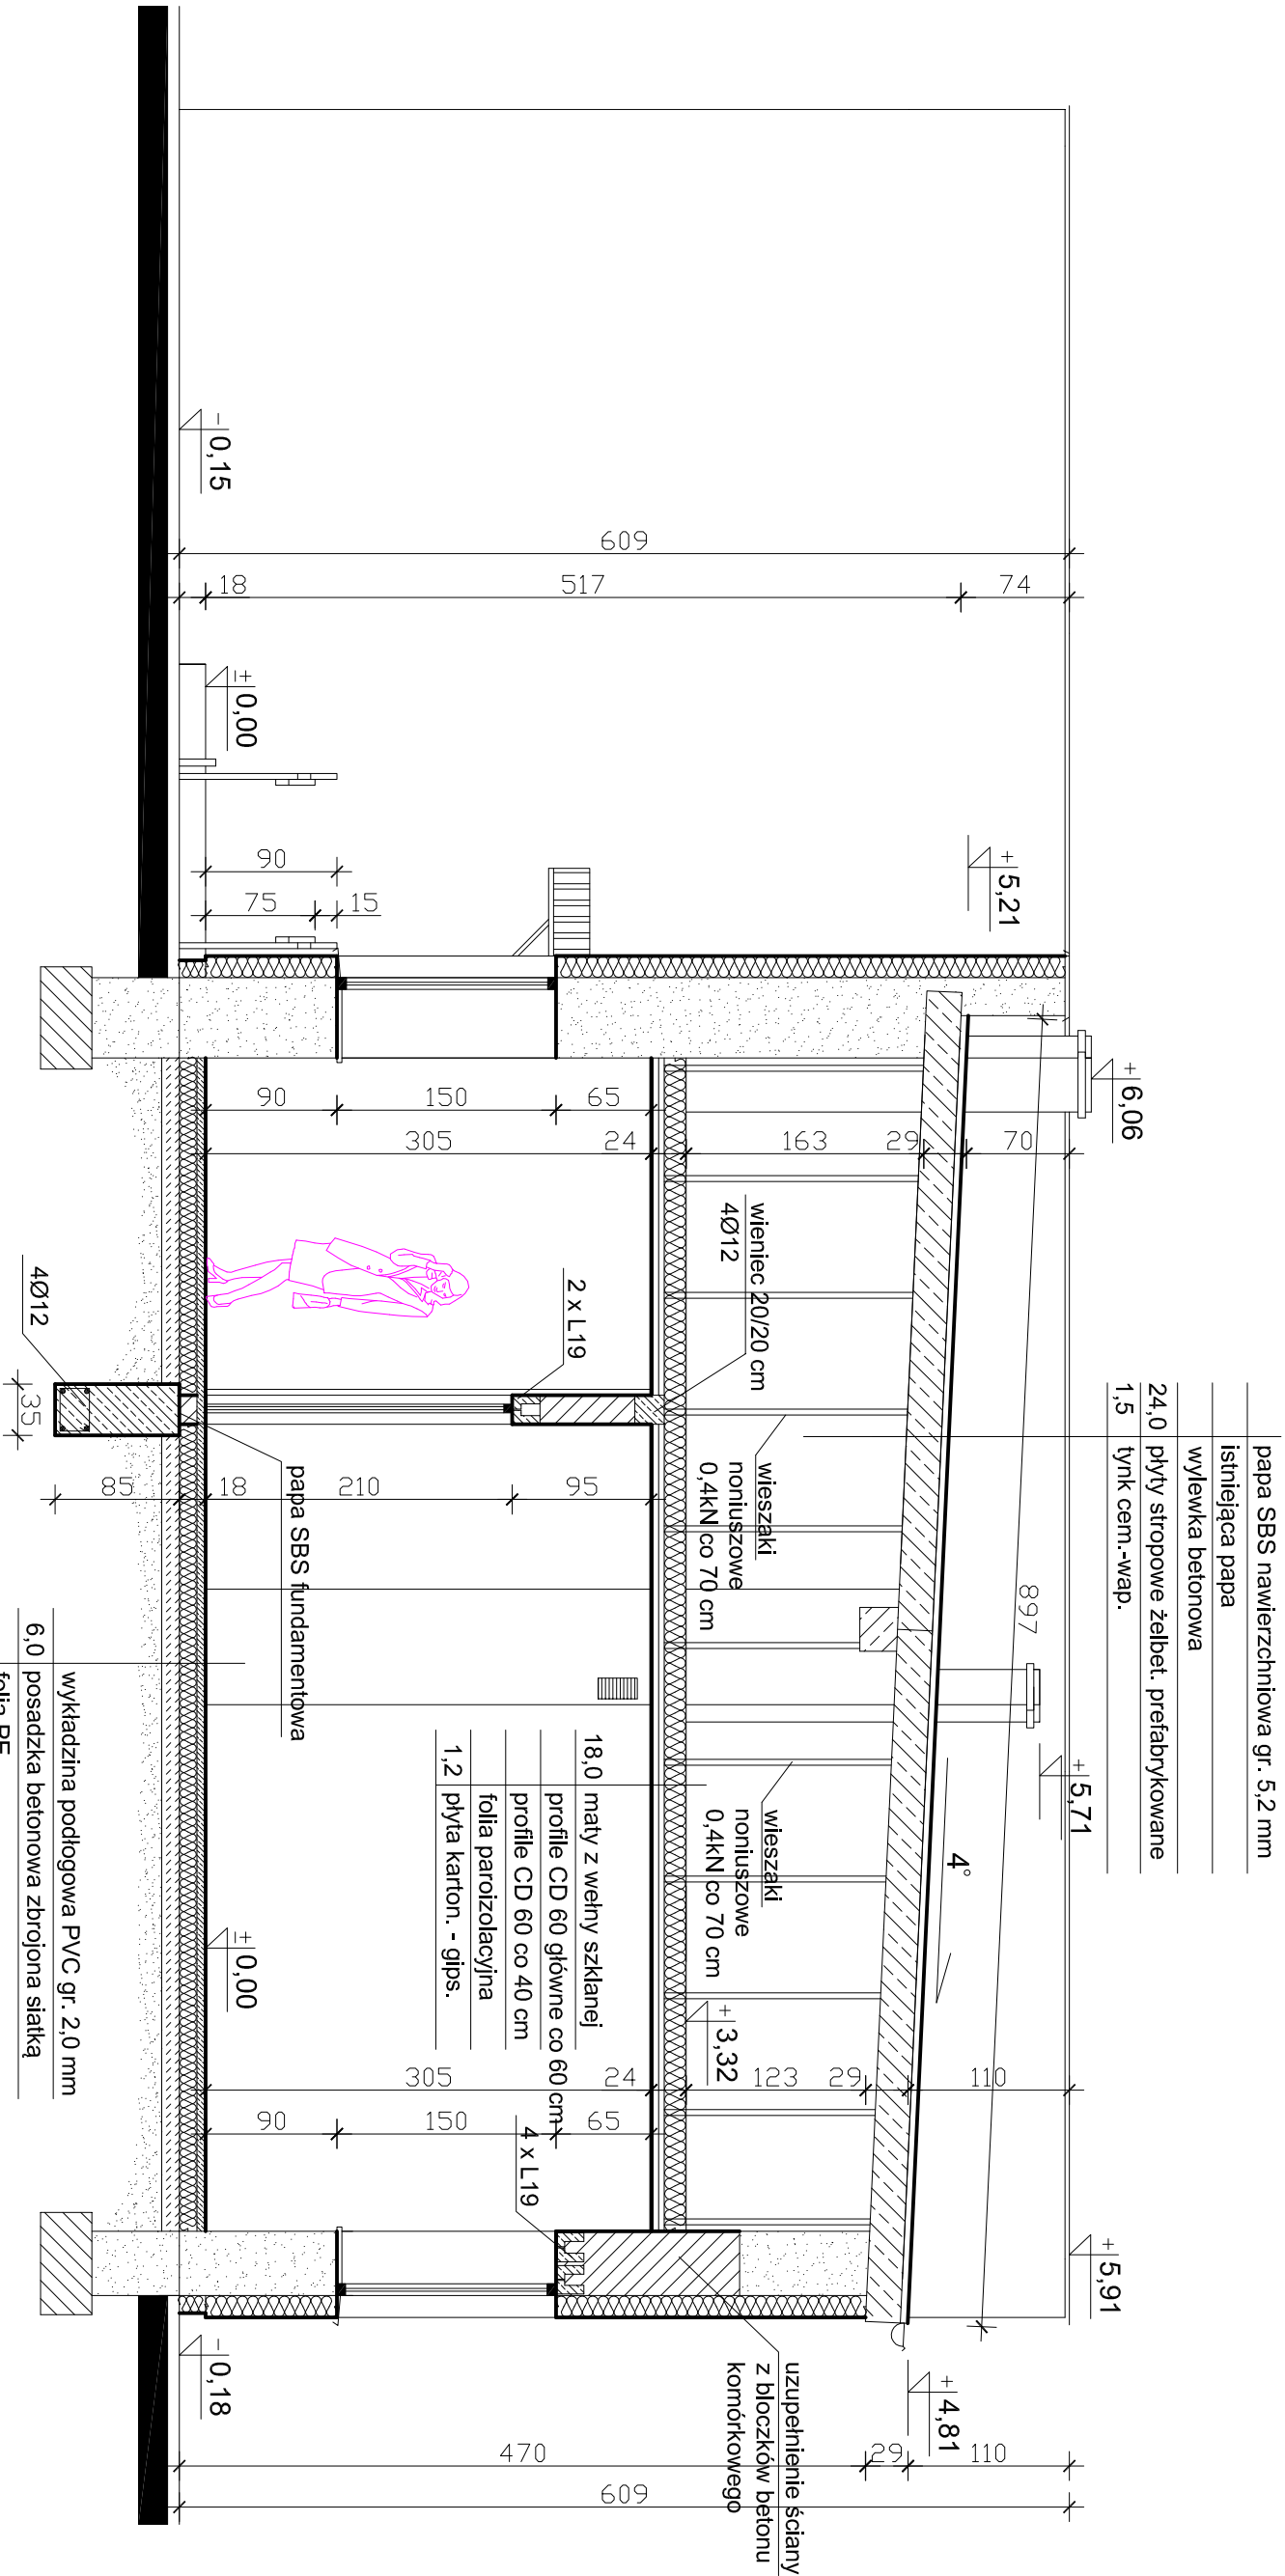 papa SBS nawierzchniowa gr. 5,2 mm
istniejąca papa
wylewka betonowa
24,0 płyty stropowe żelbet. prefabrykowane
1,5 tynk cem.-wap.
+ 6,06
+ 5,71
+ 5,91
+ 5,21
+ 4,81
897
4°
609
18
517
74
- 0,15
± 0,00
90
75
15
90
150
65
305
24
163
29
70
wieniec 20/20 cm
4Ø12
2 x L19
wieszaki
noniuszowe
0,4kN co 70 cm
wieszaki
noniuszowe
0,4kN co 70 cm
+ 3,32
18,0 maty z wełny szklanej
profile CD 60 główne co 60 cm
profile CD 60 co 40 cm
folia paroizolacyjna
1,2 płyta karton. - gips.
4 x L19
uzupełnienie ściany
z bloczków betonu
komórkowego
305
24
123
29
110
90
150
65
± 0,00
- 0,18
470
29
110
609
85
18
210
95
4Ø12
35
papa SBS fundamentowa
wykładzina podłogowa PVC gr. 2,0 mm
6,0 posadzka betonowa zbrojona siatką